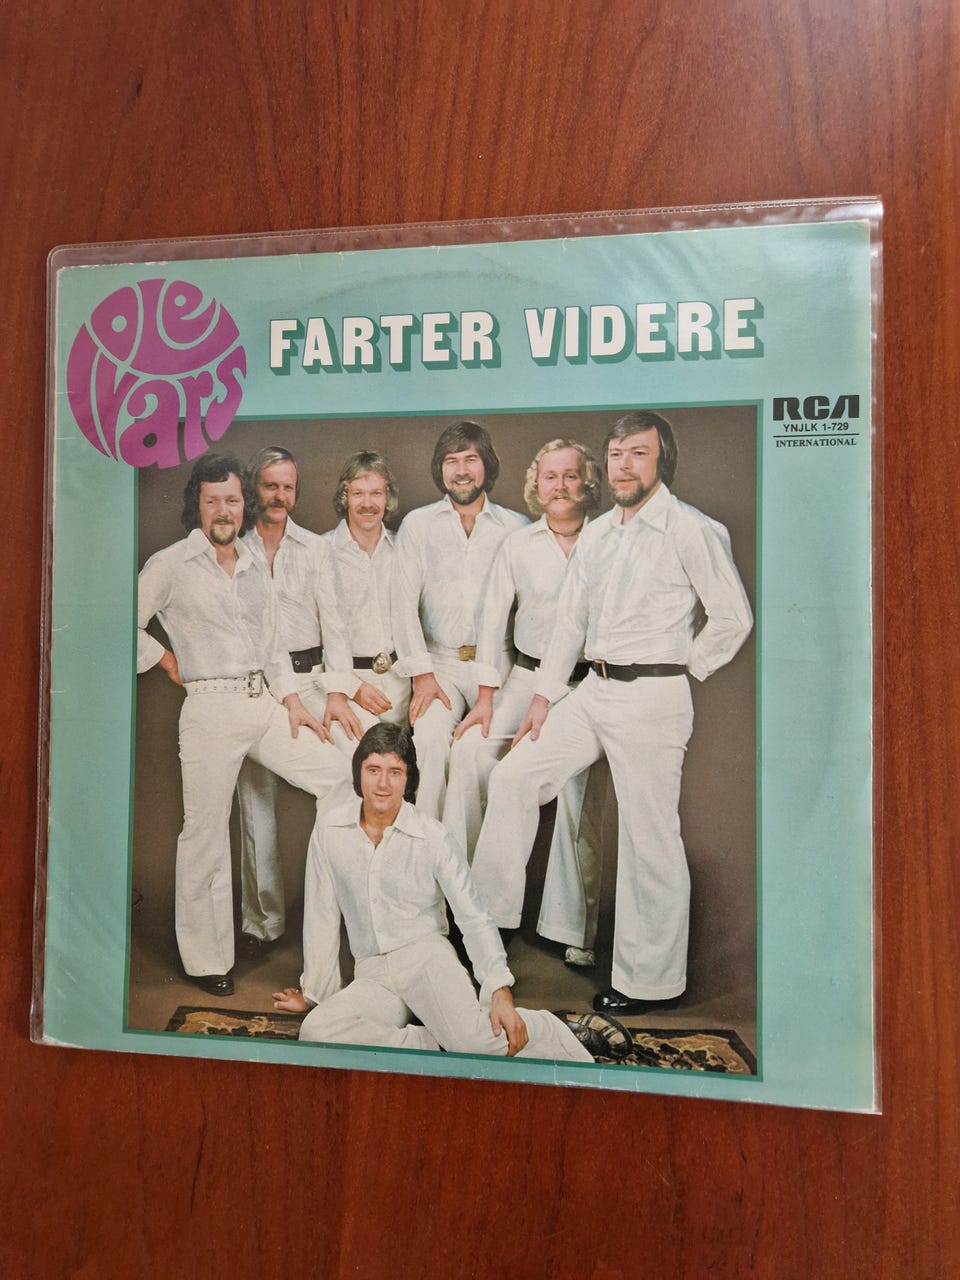 ole
Ivars
FARTER VIDERE
RCA
YNJLK 1-729
INTERNATIONAL